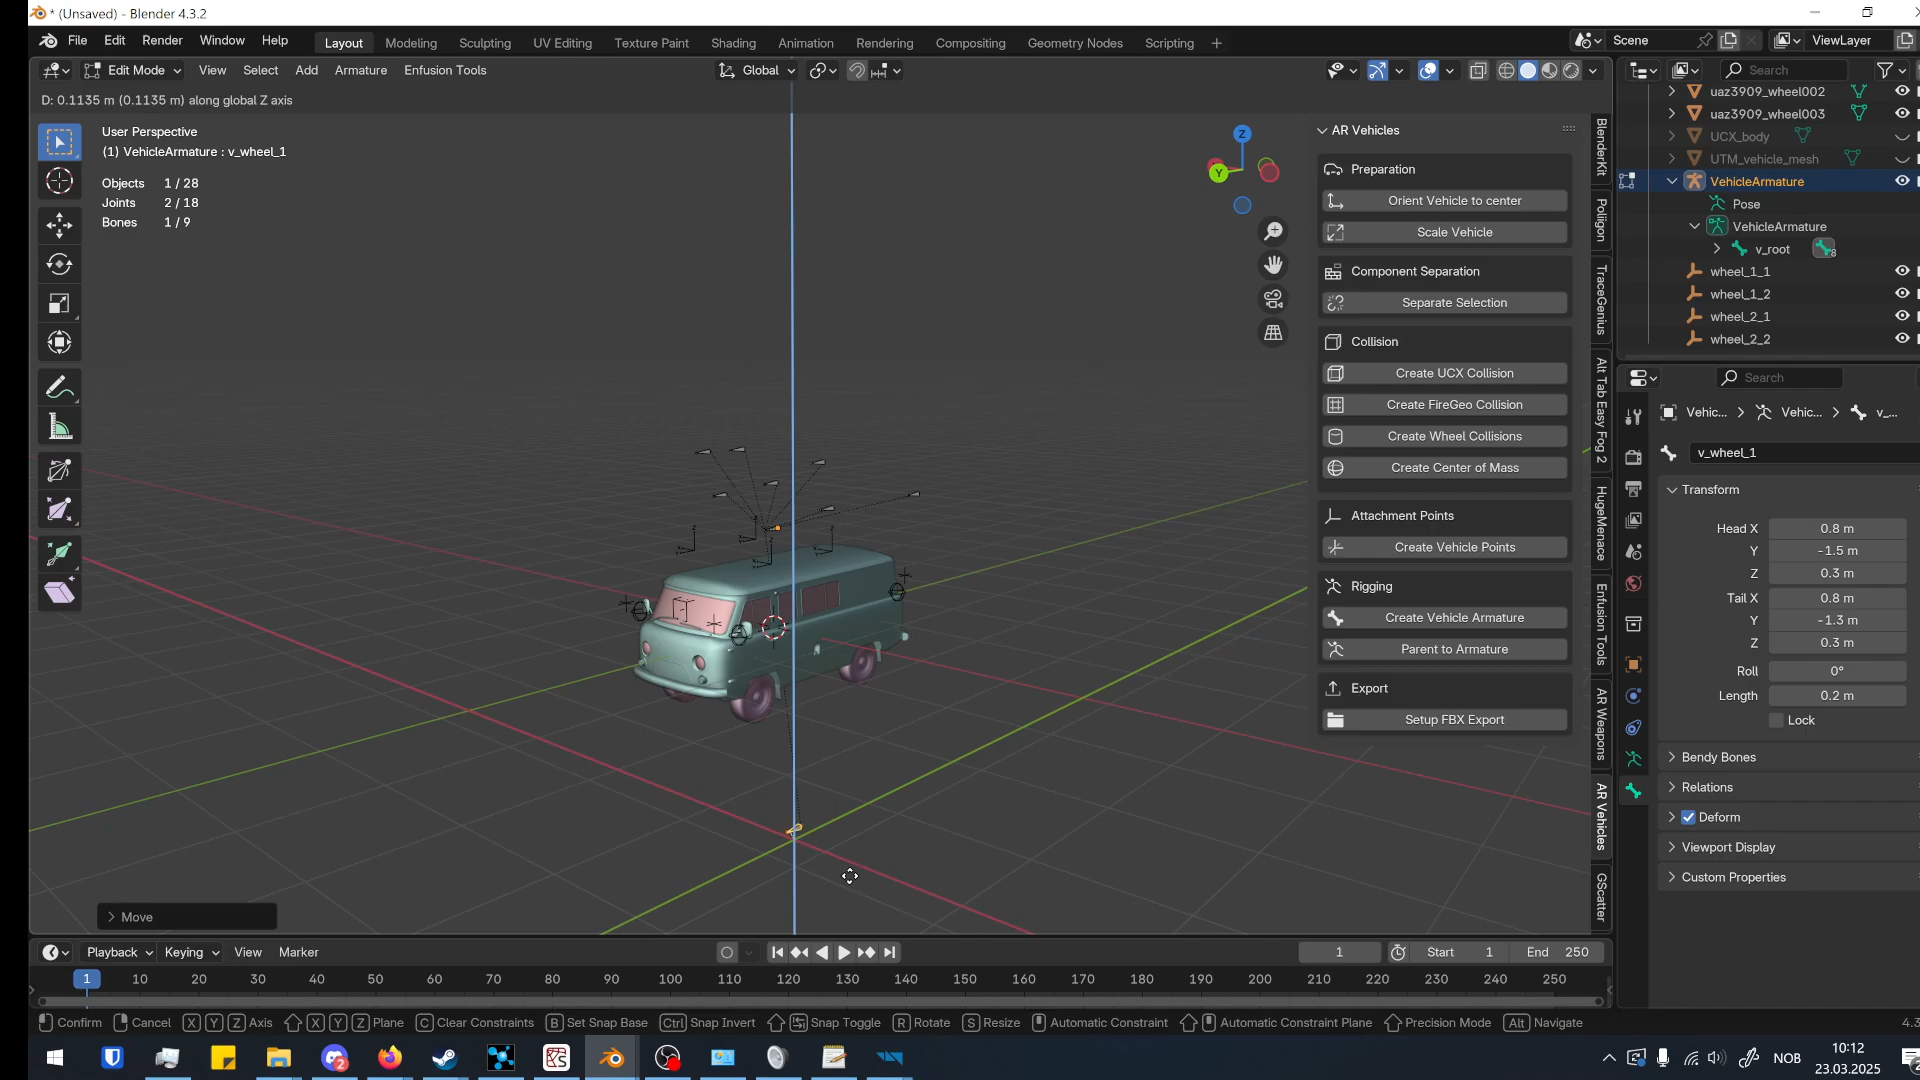 * (Unsaved) - Blender 4.3.2
File Edit Render Window Help Layout Modeling Sculpting UV Editing Texture Paint Shading Animation Rendering Compositing Geometry Nodes Scripting + Scene ViewLayer
Edit Mode View Select Add Armature Enfusion Tools Global Search
D: 0.1135 m (0.1135 m) along global Z axis
User Perspective
(1) VehicleArmature : v_wheel_1
Objects 1 / 28
Joints 2 / 18
Bones 1 / 9
Z
Y
AR Vehicles
Preparation
Orient Vehicle to center
Scale Vehicle
Component Separation
Separate Selection
Collision
Create UCX Collision
Create FireGeo Collision
Create Wheel Collisions
Create Center of Mass
Attachment Points
Create Vehicle Points
Rigging
Create Vehicle Armature
Parent to Armature
Export
Setup FBX Export
BlenderKit
Poliigon
TraceGenius
Alt Tab Easy Fog 2
HugeMenace
Enfusion Tools
AR Weapons
AR Vehicles
GScatter
uaz3909_wheel002
uaz3909_wheel003
UCX_body
UTM_vehicle_mesh
VehicleArmature
Pose
VehicleArmature
v_root 8
wheel_1_1
wheel_1_2
wheel_2_1
wheel_2_2
Search
Vehic... > Vehic... > v_...
v_wheel_1
Transform
Head X 0.8 m
Y -1.5 m
Z 0.3 m
Tail X 0.8 m
Y -1.3 m
Z 0.3 m
Roll 0°
Length 0.2 m
Lock
Bendy Bones
Relations
Deform
Viewport Display
Custom Properties
Move
Playback Keying View Marker 1 Start 1 End 250
1 10 20 30 40 50 60 70 80 90 100 110 120 130 140 150 160 170 180 190 200 210 220 230 240 250
Confirm Cancel X Y Z Axis X Y Z Plane C Clear Constraints B Set Snap Base Ctrl Snap Invert Snap Toggle R Rotate S Resize Automatic Constraint Automatic Constraint Plane Precision Mode Alt Navigate 4.3
2 NOB 10:12
23.03.2025